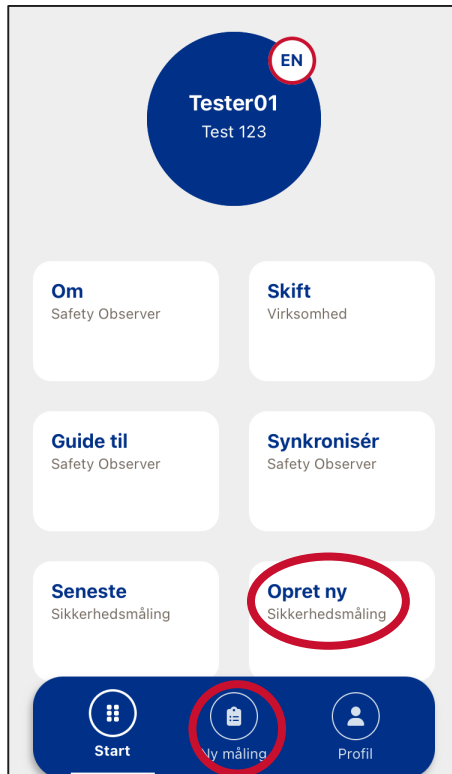 EN
Tester01
Test 123
Om
Safety Observer
Skift
Virksomhed
Guide til
Safety Observer
Synkronisér
Safety Observer
Seneste
Sikkerhedsmåling
Opret ny
Sikkerhedsmåling
Start
Ny måling
Profil